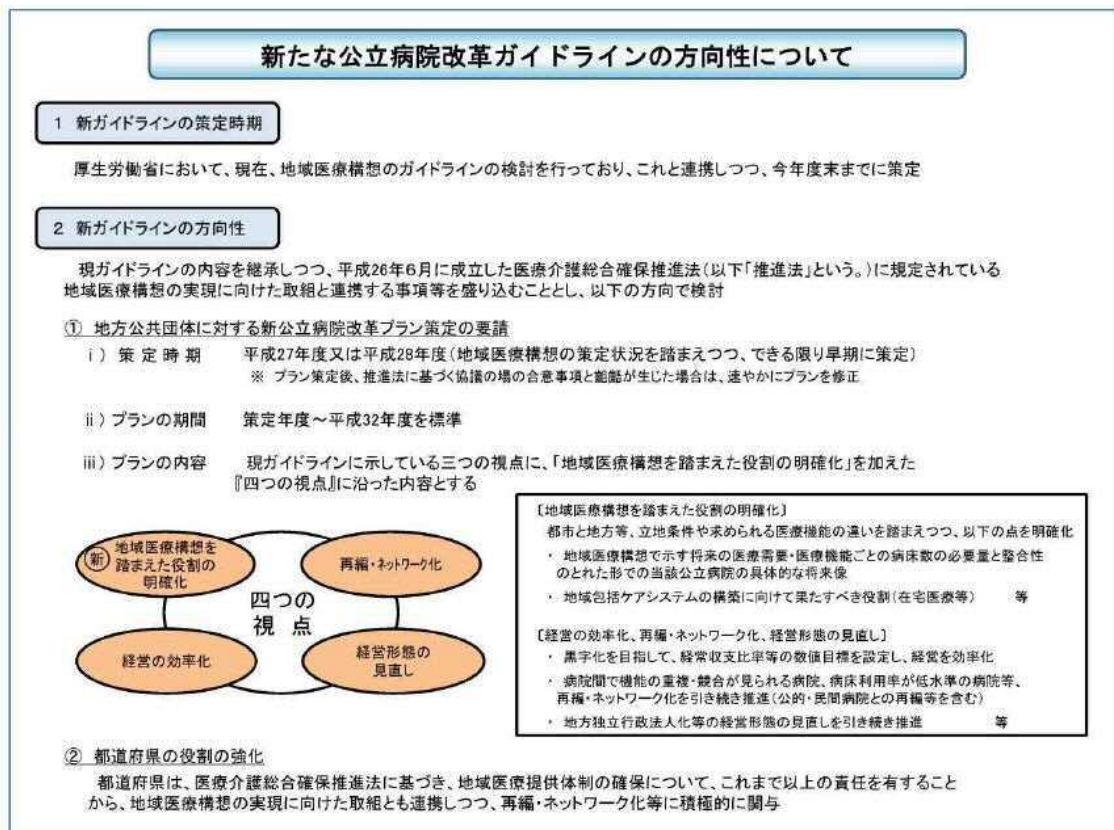 新たな公立病院改革ガイドラインの方向性について
1 新ガイドラインの策定時期
厚生労働省において、現在、地域医療構想のガイドラインの検討を行っており、これと連携しつつ、今年度末までに策定
2 新ガイドラインの方向性
現ガイドラインの内容を継承しつつ、平成26年6月に成立した医療介護総合確保推進法(以下「推進法」という。)に規定されている
地域医療構想の実現に向けた取組と連携する事項等を盛り込むこととし、以下の方向で検討
① 地方公共団体に対する新公立病院改革プラン策定の要請
ⅰ)策定時期 平成27年度又は平成28年度(地域医療構想の策定状況を踏まえつつ、できる限り早期に策定)
※ プラン策定後、推進法に基づく協議の場の合意事項と齟齬が生じた場合は、速やかにプランを修正
ⅱ)プランの期間 策定年度~平成32年度を標準
ⅲ)プランの内容 現ガイドラインに示している三つの視点に、「地域医療構想を踏まえた役割の明確化」を加えた
『四つの視点』に沿った内容とする
新
地域医療構想を
踏まえた役割の
明確化
再編・ネットワーク化
四つの
視 点
経営の効率化
経営形態の
見直し
〔地域医療構想を踏まえた役割の明確化〕
都市と地方等、立地条件や求められる医療機能の違いを踏まえつつ、以下の点を明確化
・ 地域医療構想で示す将来の医療需要・医療機能ごとの病床数の必要量と整合性
のとれた形での当該公立病院の具体的な将来像
・ 地域包括ケアシステムの構築に向けて果たすべき役割(在宅医療等) 等
〔経営の効率化、再編・ネットワーク化、経営形態の見直し〕
・ 黒字化を目指して、経常収支比率等の数値目標を設定し、経営を効率化
・ 病院間で機能の重複・競合が見られる病院、病床利用率が低水準の病院等、
再編・ネットワーク化を引き続き推進(公的・民間病院との再編等を含む)
・ 地方独立行政法人化等の経営形態の見直しを引き続き推進 等
② 都道府県の役割の強化
都道府県は、医療介護総合確保推進法に基づき、地域医療提供体制の確保について、これまで以上の責任を有すること
から、地域医療構想の実現に向けた取組とも連携しつつ、再編・ネットワーク化等に積極的に関与